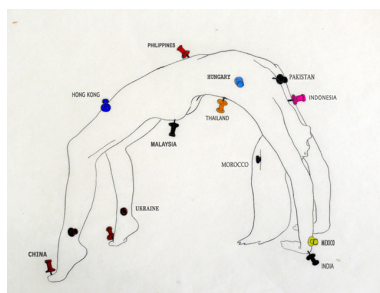 PHILIPPINES
HUNGARY
PAKISTAN
HONG KONG
INDONESIA
THAILAND
MALAYSIA
MOROCCO
UKRAINE
MEXICO
CHINA
INDIA